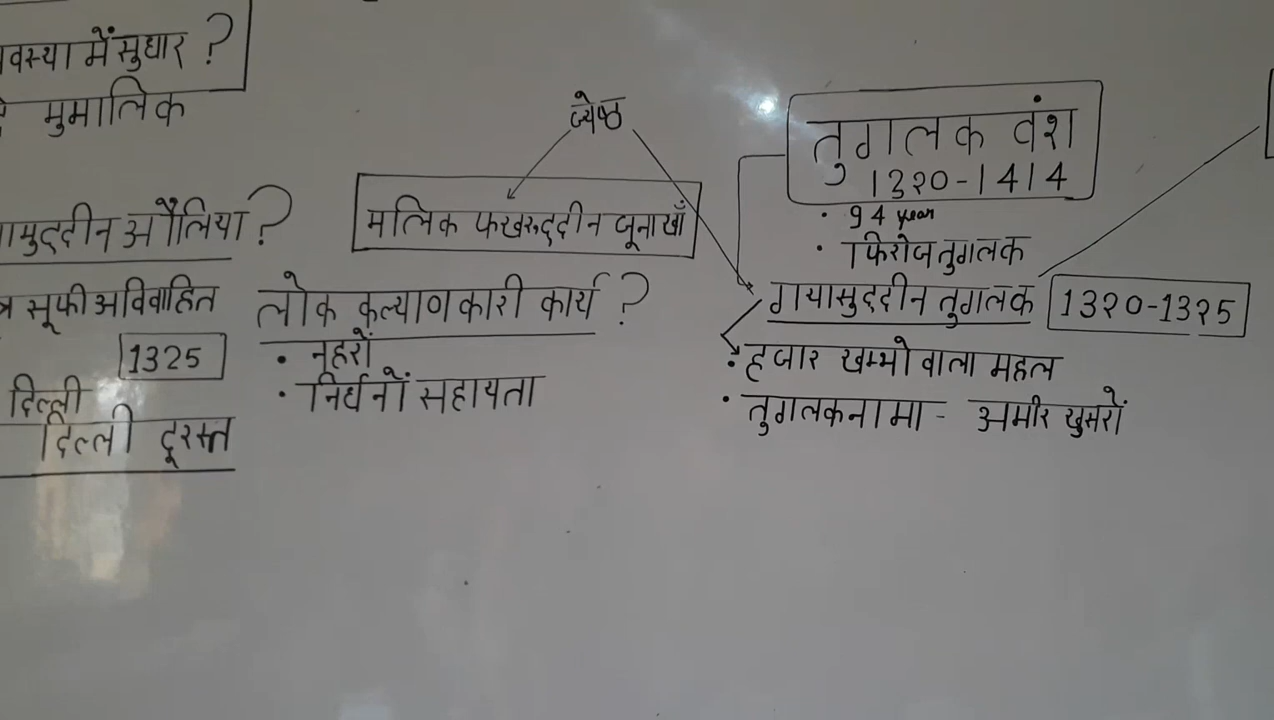 वस्था में सुधार ?
मुमालिक
मुद्दीन औलिया ?
सूफी अविवाहित
1325
दिल्ली
दिल्ली दूरस्त
ज्येष्ठ
मलिक फखरुद्दीन जूनाखाँ
लोक कल्याणकारी कार्य ?
• नहरों
• निर्धनों सहायता
तुगलक वंश
1320-1414
• 94 year
• फिरोज तुगलक
गयासुद्दीन तुगलक 1320-1325
• हजार खम्भो वाला महल
• तुगलकनामा - अमीर खुसरों